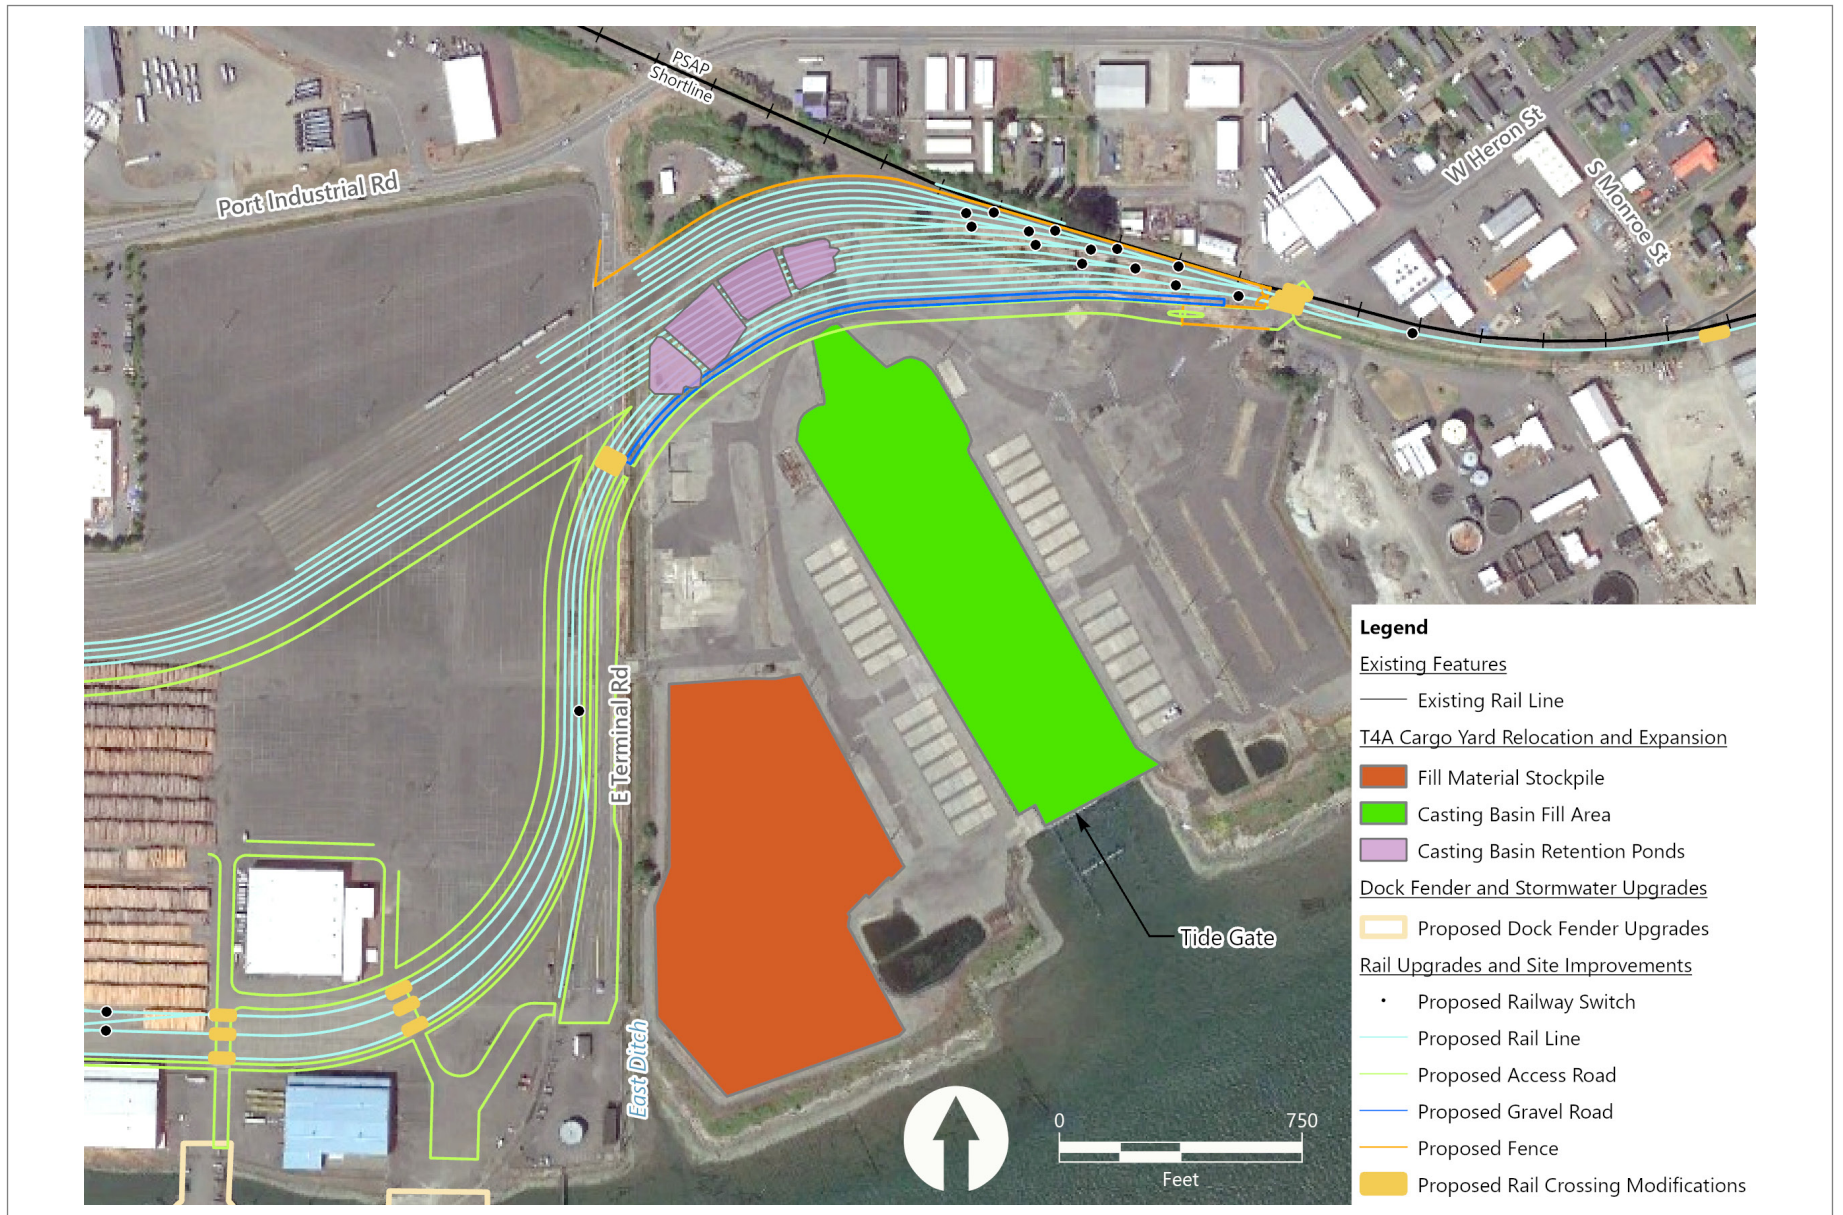 PSAP
Shortline
Port Industrial Rd
W Heron St
S Monroe St
E Terminal Rd
East Ditch
Tide Gate
0 750
Feet
Legend
Existing Features
Existing Rail Line
T4A Cargo Yard Relocation and Expansion
Fill Material Stockpile
Casting Basin Fill Area
Casting Basin Retention Ponds
Dock Fender and Stormwater Upgrades
Proposed Dock Fender Upgrades
Rail Upgrades and Site Improvements
Proposed Railway Switch
Proposed Rail Line
Proposed Access Road
Proposed Gravel Road
Proposed Fence
Proposed Rail Crossing Modifications